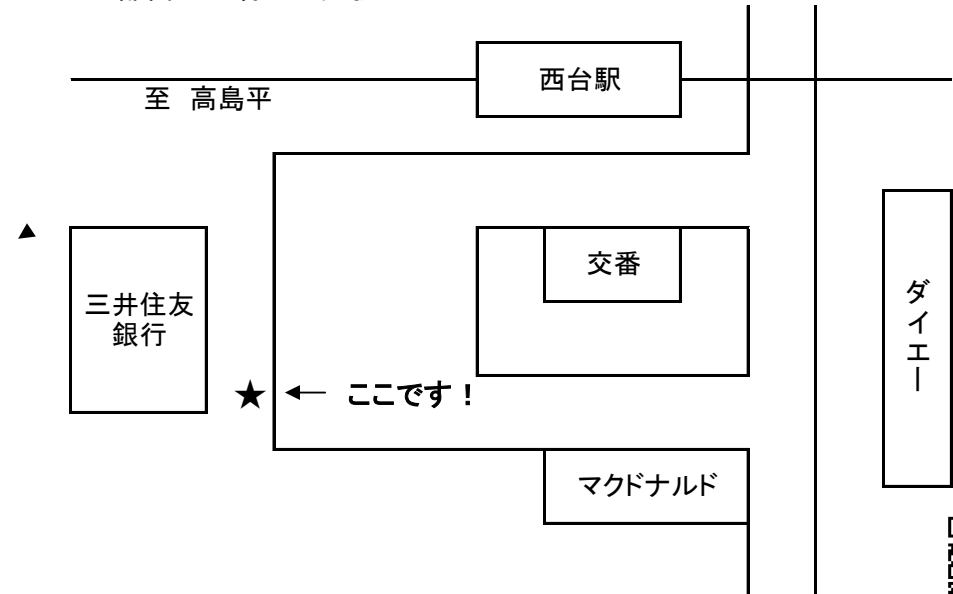 西台駅
至 高島平
交番
三井住友
銀行
ダイエー
★ ← ここです！
マクドナルド